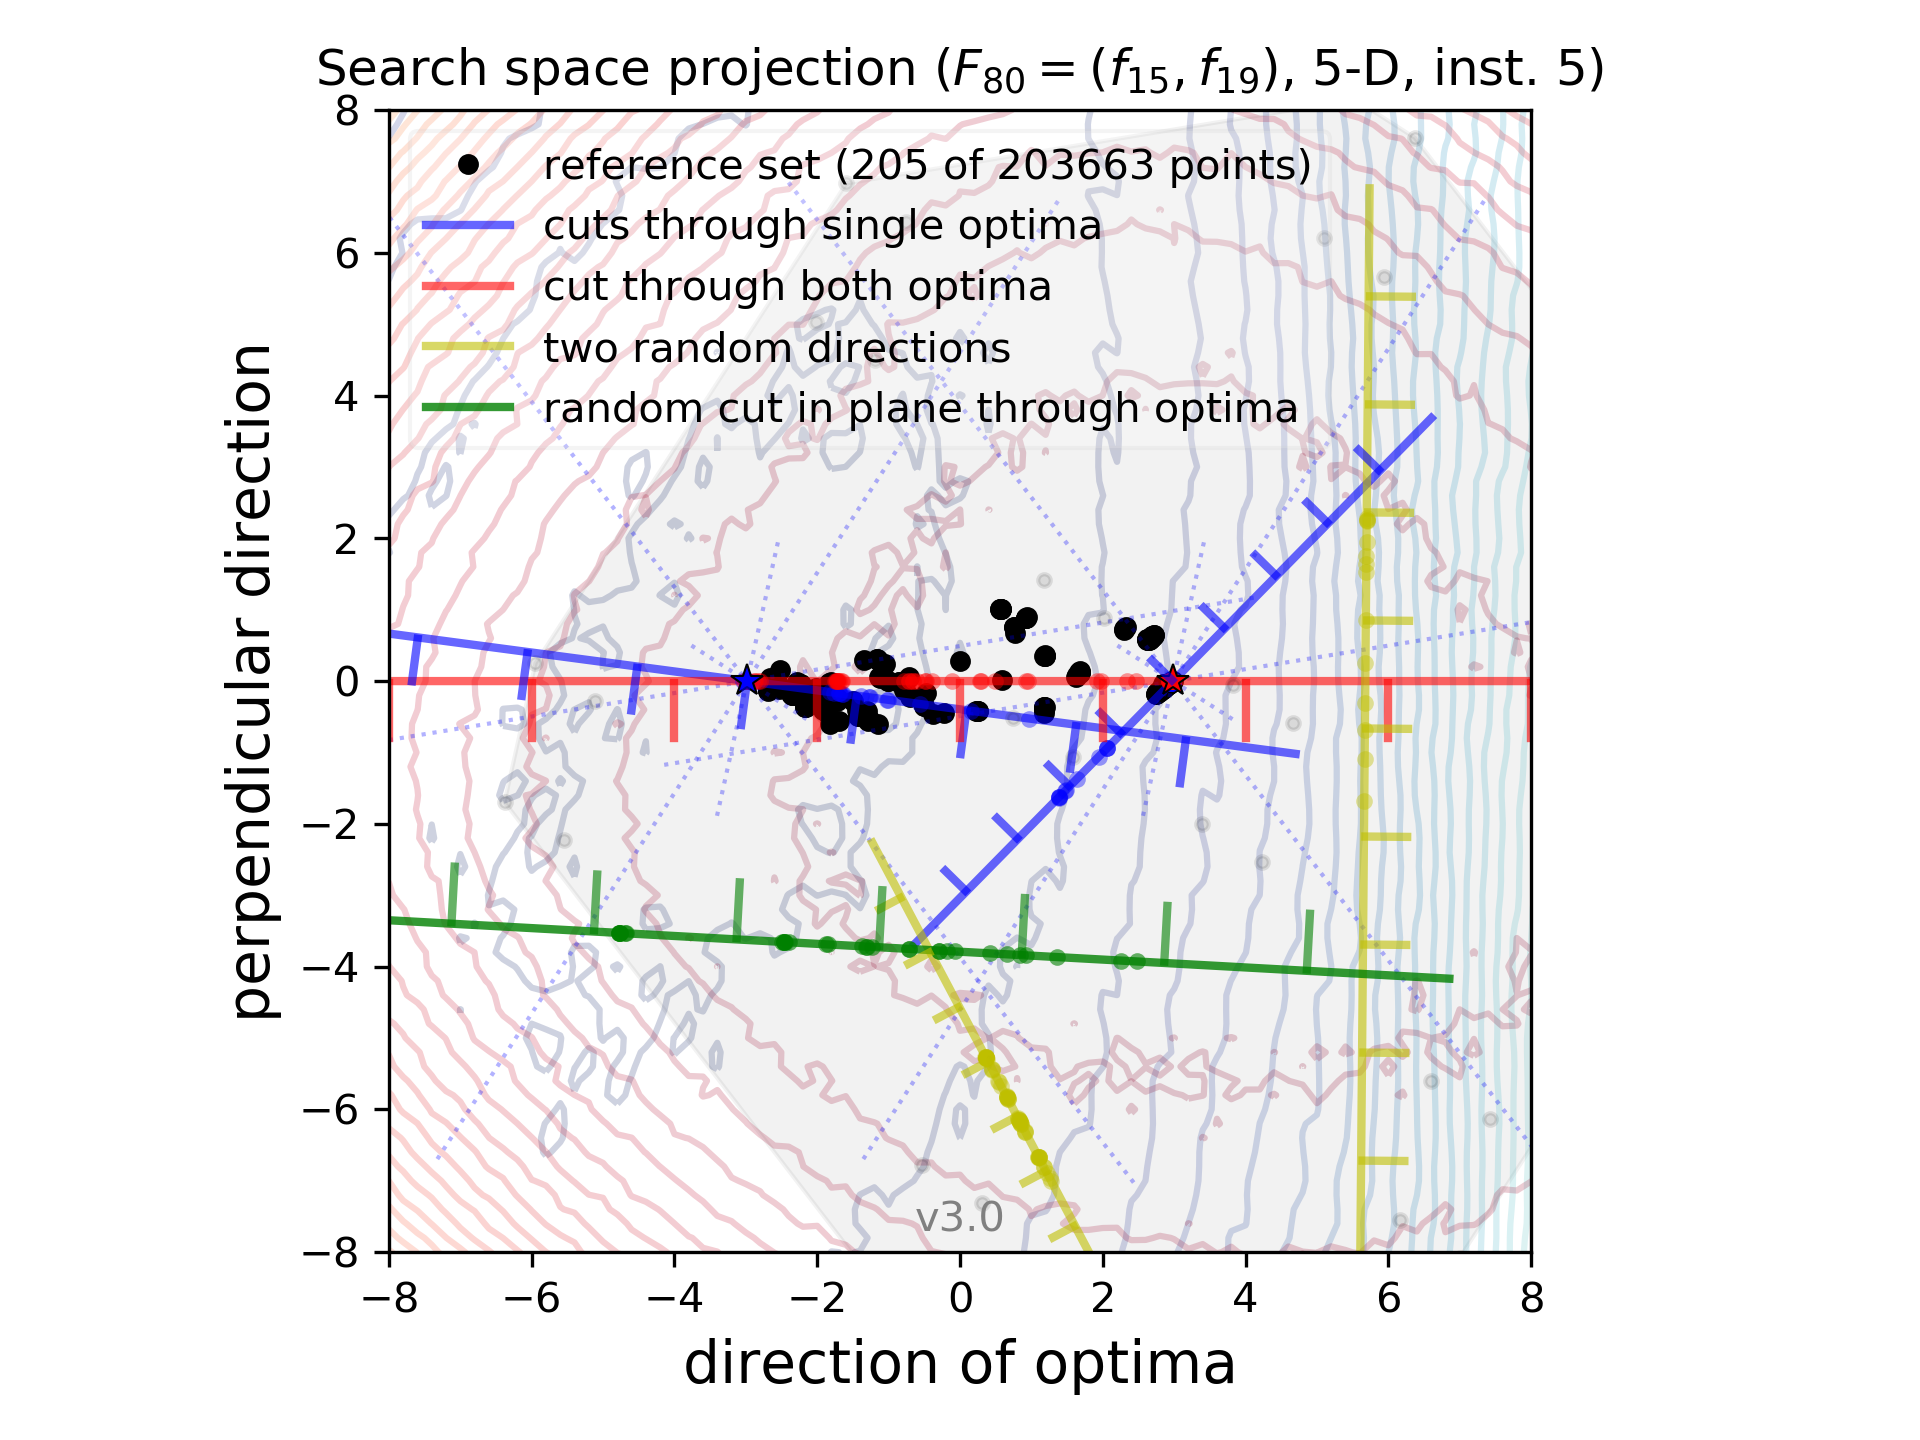 Search space projection (F80 = (f15, f19), 5-D, inst. 5)
reference set (205 of 203663 points)
cuts through single optima
cut through both optima
two random directions
random cut in plane through optima
perpendicular direction
8
6
4
2
0
−2
−4
−6
−8
v3.0
−8 −6 −4 −2 0 2 4 6 8
direction of optima